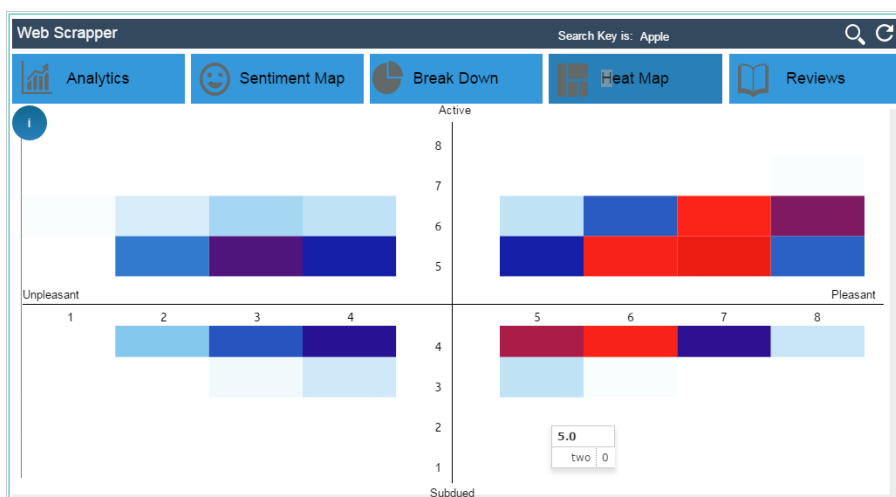 Web Scrapper
Search Key is: Apple
Analytics
Sentiment Map
Break Down
Heat Map
Reviews
i
Active
8
7
6
5
Unpleasant
Pleasant
1 2 3 4 5 6 7 8
4
3
2
5.0
two 0
1
Subdued